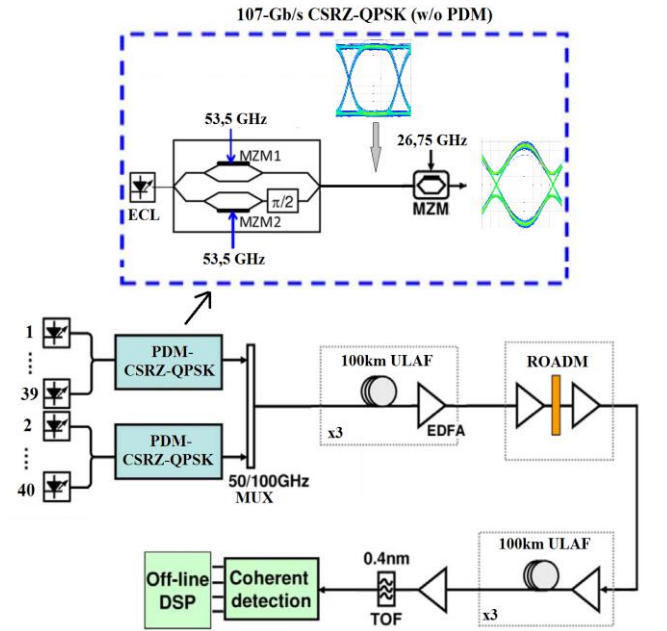 107-Gb/s CSRZ-QPSK (w/o PDM)
53,5 GHz
MZM1
26,75 GHz
π/2
ECL
MZM
MZM2
53,5 GHz
1
PDM-
CSRZ-QPSK
39
2
PDM-
CSRZ-QPSK
40
50/100GHz
MUX
100km ULAF
x3
EDFA
ROADM
100km ULAF
x3
0.4nm
TOF
Coherent
detection
Off-line
DSP